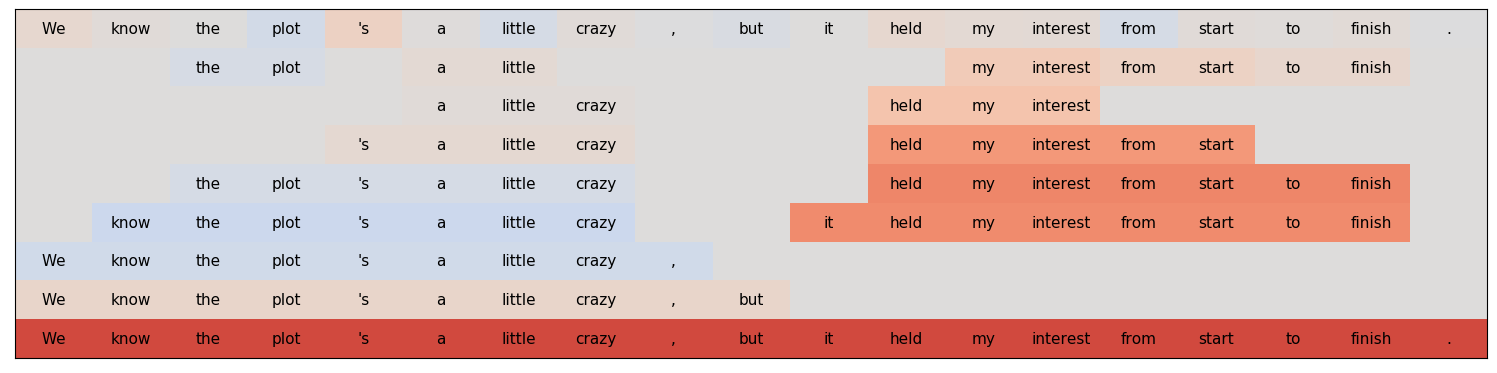 We know the plot 's a little crazy , but it held my interest from start to finish .
the plot a little my interest from start to finish
a little crazy held my interest
's a little crazy held my interest from start
the plot 's a little crazy held my interest from start to finish
know the plot 's a little crazy it held my interest from start to finish
We know the plot 's a little crazy ,
We know the plot 's a little crazy , but
We know the plot 's a little crazy , but it held my interest from start to finish .